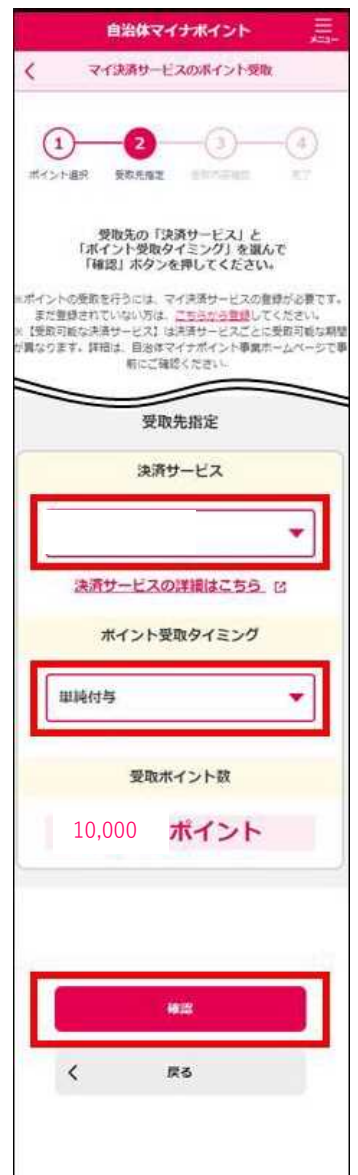 自治体マイナポイント
メニュー
マイ決済サービスのポイント受取
1
2
3
4
ポイント選択
受取先指定
受取内容確認
完了
受取先の「決済サービス」と
「ポイント受取タイミング」を選んで
「確認」ボタンを押してください。
※ポイントの受取を行うには、マイ決済サービスの登録が必要です。
まだ登録されていない方は、こちらから登録してください。
※【受取可能な決済サービス】は決済サービスごとに受取可能な期間
が異なります。詳細は、自治体マイナポイント事業ホームページで事
前にご確認ください。
受取先指定
決済サービス
決済サービスの詳細はこちら
ポイント受取タイミング
単純付与
受取ポイント数
10,000 ポイント
確認
戻る